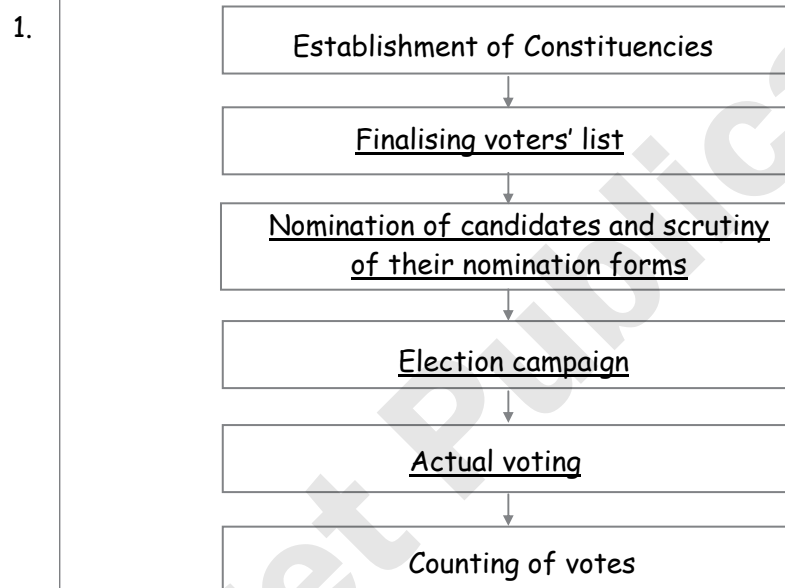 1.
Establishment of Constituencies
Finalising voters’ list
Nomination of candidates and scrutiny
of their nomination forms
Election campaign
Actual voting
Counting of votes